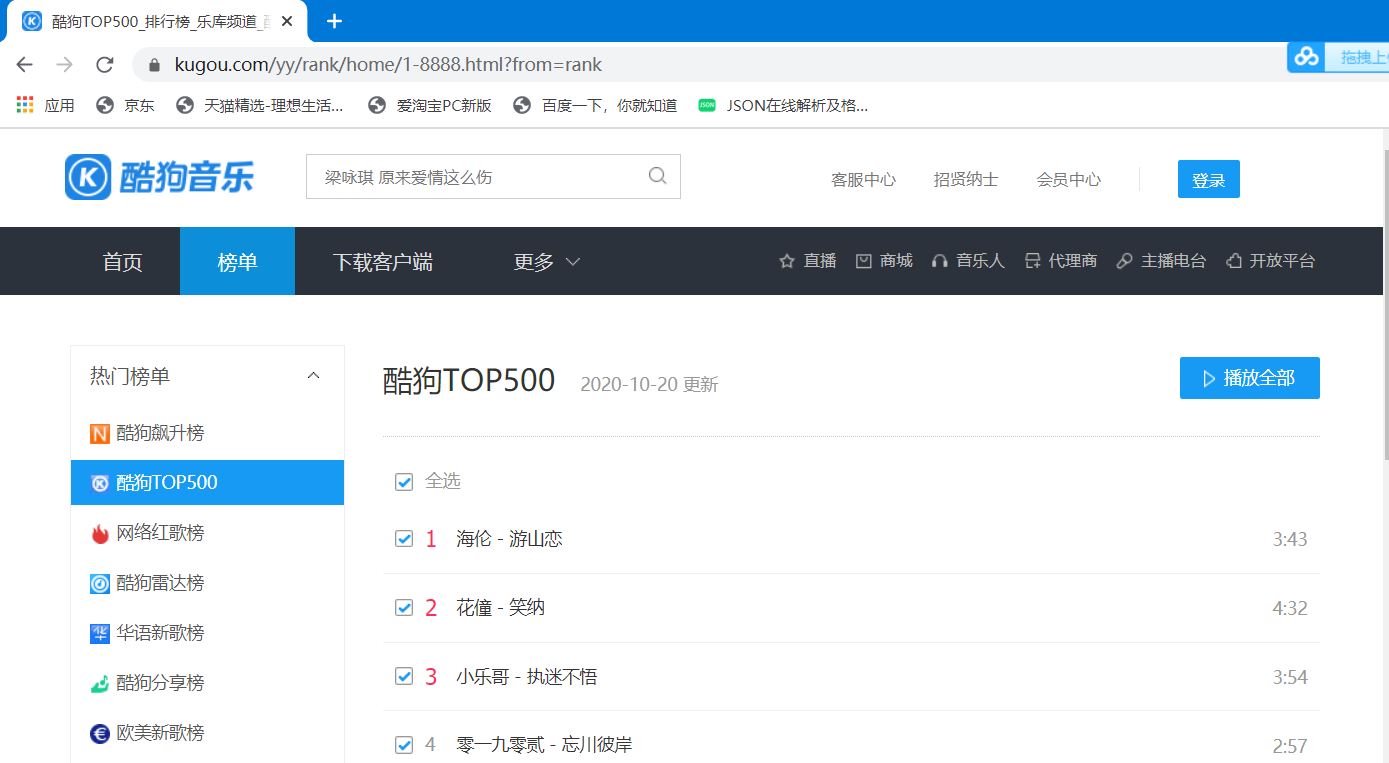 酷狗TOP500_排行榜_乐库频道_
kugou.com/yy/rank/home/1-8888.html?from=rank
拖拽上
应用 京东 天猫精选-理想生活... 爱淘宝PC新版 百度一下，你就知道 JSON JSON在线解析及格...
K 酷狗音乐 梁咏琪 原来爱情这么伤 客服中心 招贤纳士 会员中心 登录
首页 榜单 下载客户端 更多 直播 商城 音乐人 代理商 主播电台 开放平台
热门榜单
N 酷狗飙升榜
K 酷狗TOP500
网络红歌榜
酷狗雷达榜
华 华语新歌榜
酷狗分享榜
€ 欧美新歌榜
酷狗TOP500 2020-10-20 更新 播放全部
全选
1 海伦 - 游山恋 3:43
2 花僮 - 笑纳 4:32
3 小乐哥 - 执迷不悟 3:54
4 零一九零贰 - 忘川彼岸 2:57